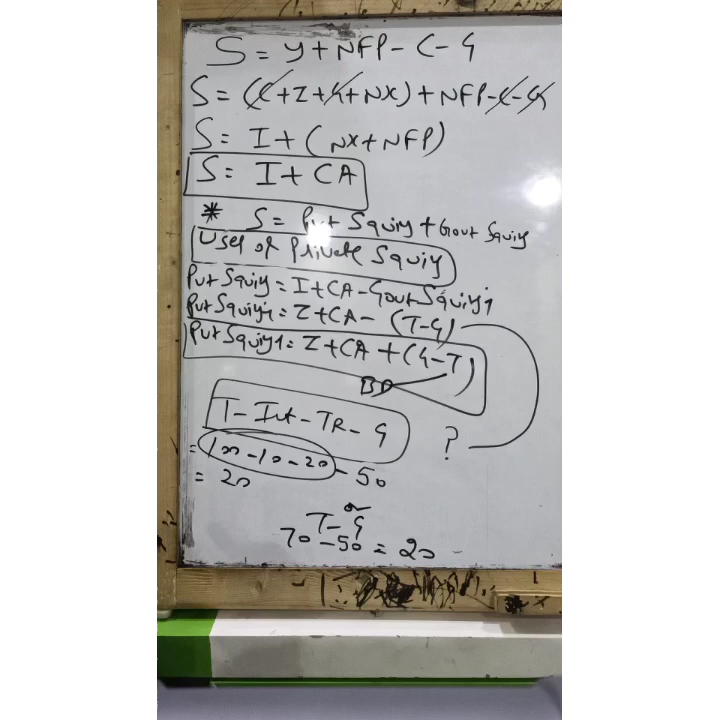 S = Y + NFP - C - G
S = (C + I + G + NX) + NFP - C - G
S = I + (NX + NFP)
S = I + CA
* S = Pvt Saving + Govt Saving
Uses of Private Saving
Pvt Saving = I + CA - Govt Saving
Pvt Saving = I + CA - (T-G)
Pvt Saving = I + CA + (G-T)
BD
T - Int - TR - G
?
= 100 - 10 - 20 - 50
= 20
or
T - G
70 - 50 = 20